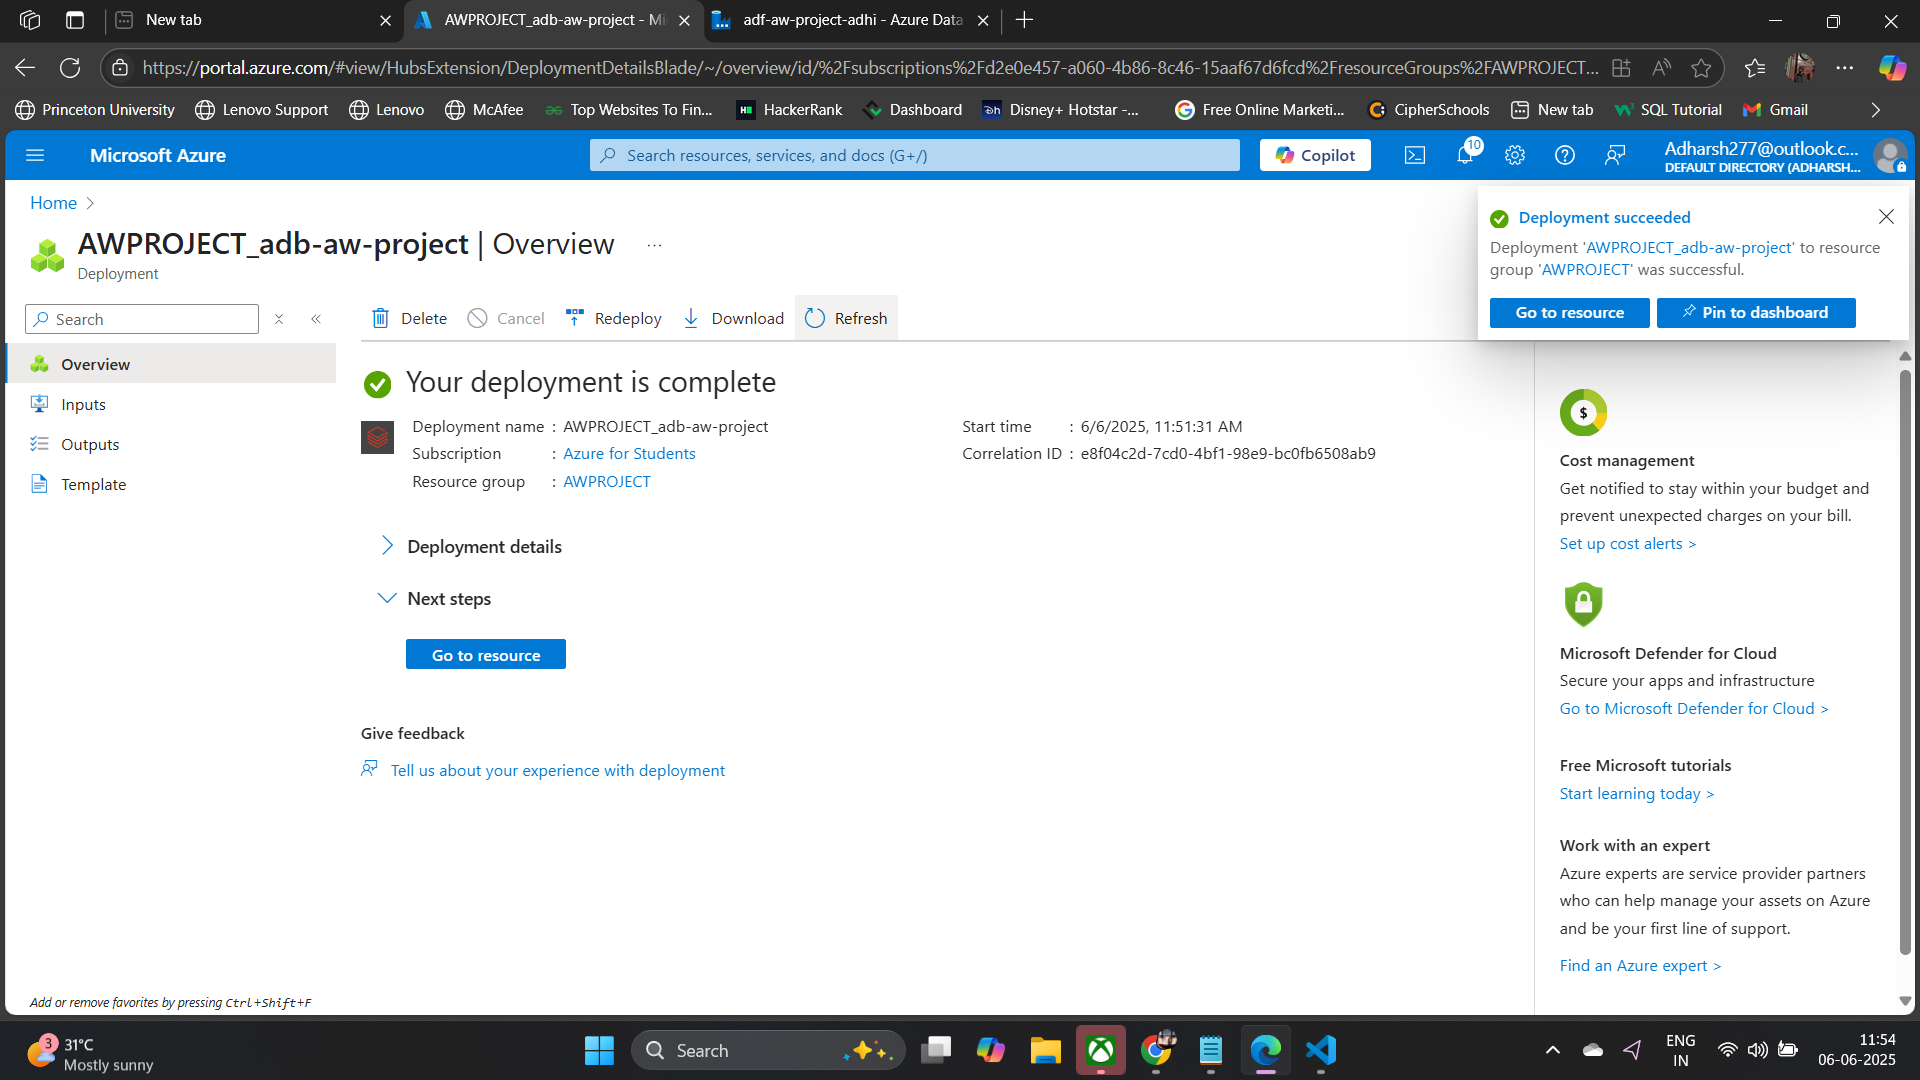 New tab
AWPROJECT_adb-aw-project - Mi
adf-aw-project-adhi - Azure Data
https://portal.azure.com/#view/HubsExtension/DeploymentDetailsBlade/~/overview/id/%2Fsubscriptions%2Fd2e0e457-a060-4b86-8c46-15aaf67d6fcd%2FresourceGroups%2FAWPROJECT...
Princeton University
Lenovo Support
Lenovo
McAfee
Top Websites To Fin...
HackerRank
Dashboard
Disney+ Hotstar -...
Free Online Marketi...
CipherSchools
New tab
SQL Tutorial
Gmail
Microsoft Azure
Search resources, services, and docs (G+/)
Copilot
10
Adharsh277@outlook.c...
DEFAULT DIRECTORY (ADHARSH...
Home
AWPROJECT_adb-aw-project | Overview ...
Deployment
Deployment succeeded
Deployment 'AWPROJECT_adb-aw-project' to resource
group 'AWPROJECT' was successful.
Go to resource
Pin to dashboard
Search
Delete
Cancel
Redeploy
Download
Refresh
Overview
Inputs
Outputs
Template
Your deployment is complete
Deployment name : AWPROJECT_adb-aw-project
Subscription : Azure for Students
Resource group : AWPROJECT
Start time : 6/6/2025, 11:51:31 AM
Correlation ID : e8f04c2d-7cd0-4bf1-98e9-bc0fb6508ab9
Deployment details
Next steps
Go to resource
Give feedback
Tell us about your experience with deployment
Cost management
Get notified to stay within your budget and
prevent unexpected charges on your bill.
Set up cost alerts >
Microsoft Defender for Cloud
Secure your apps and infrastructure
Go to Microsoft Defender for Cloud >
Free Microsoft tutorials
Start learning today >
Work with an expert
Azure experts are service provider partners
who can help manage your assets on Azure
and be your first line of support.
Find an Azure expert >
Add or remove favorites by pressing Ctrl+Shift+F
3
31°C
Mostly sunny
Search
ENG
IN
11:54
06-06-2025